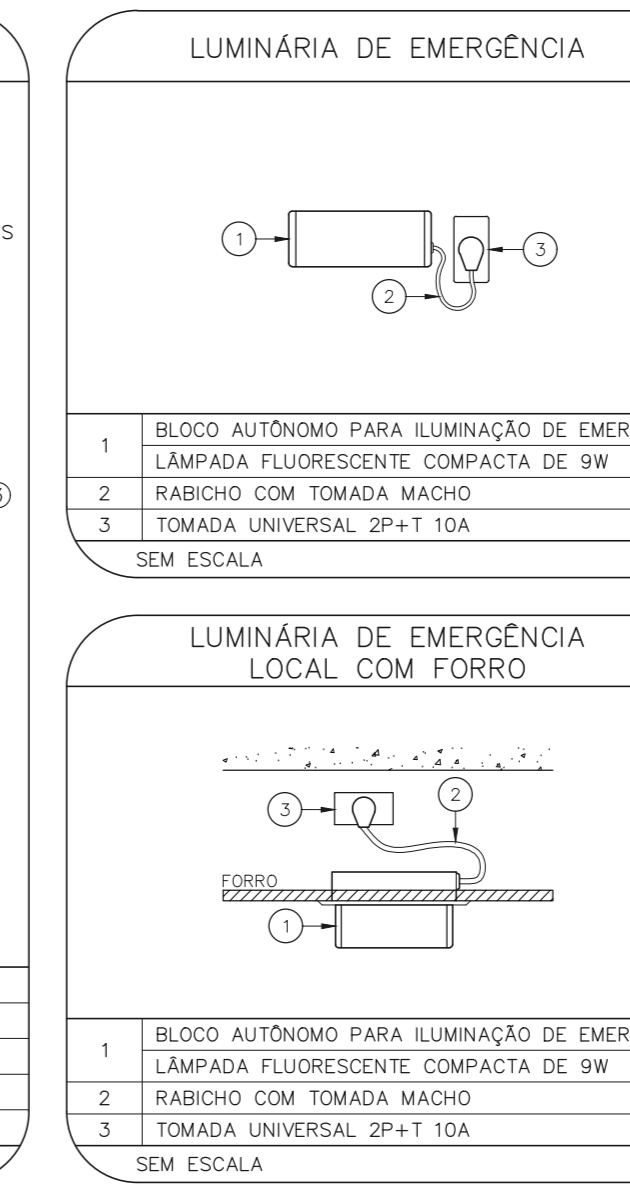 LUMINÁRIA DE EMERGÊNCIA
S
1
3
2
3
1
BLOCO AUTÔNOMO PARA ILUMINAÇÃO DE EMER
LÂMPADA FLUORESCENTE COMPACTA DE 9W
2 RABICHO COM TOMADA MACHO
3 TOMADA UNIVERSAL 2P+T 10A
SEM ESCALA
LUMINÁRIA DE EMERGÊNCIA
LOCAL COM FORRO
2
3
FORRO
1
1
BLOCO AUTÔNOMO PARA ILUMINAÇÃO DE EMER
LÂMPADA FLUORESCENTE COMPACTA DE 9W
2 RABICHO COM TOMADA MACHO
3 TOMADA UNIVERSAL 2P+T 10A
SEM ESCALA